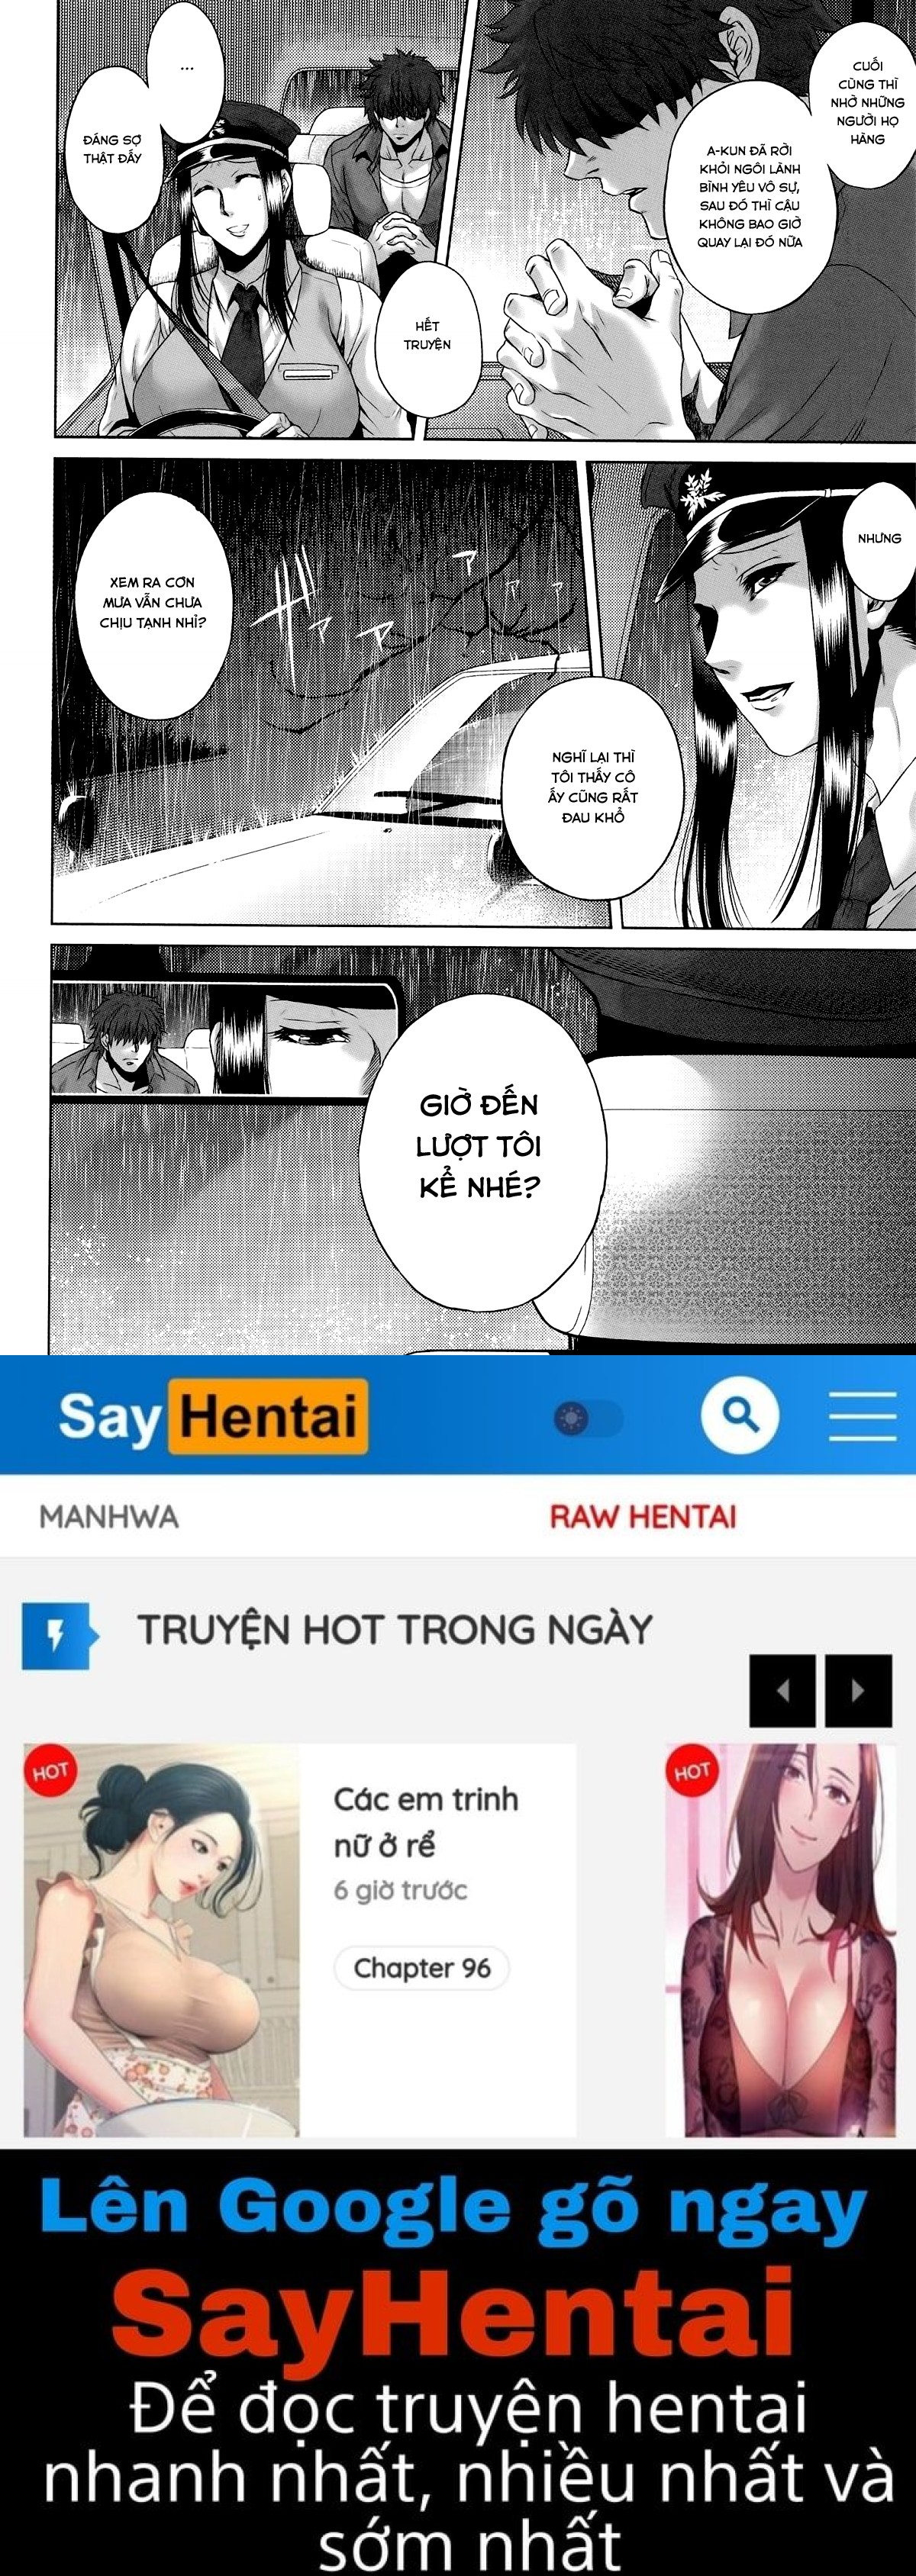 CUỐI
CÙNG THÌ
NHỜ NHỮNG
NGƯỜI HỌ
HÀNG
A-KUN ĐÃ RỜI
KHỎI NGÔI LÀNH
BÌNH YÊU VÔ SỰ,
SAU ĐÓ THÌ CẬU
KHÔNG BAO GIỜ
QUAY LẠI ĐÓ NỮA
HẾT
TRUYỆN
...
ĐÁNG SỢ
THẬT ĐẤY
NHƯNG
NGHĨ LẠI THÌ
TÔI THẤY CÔ
ẤY CŨNG RẤT
ĐAU KHỔ
XEM RA CƠN
MƯA VẪN CHƯA
CHỊU TẠNH NHỈ?
ザアアアア
GIỜ ĐẾN
LƯỢT TÔI
KỂ NHÉ?
Say Hentai
MANHWA RAW HENTAI
TRUYỆN HOT TRONG NGÀY
HOT
Các em trinh
nữ ở rể
6 giờ trước
Chapter 96
HOT
Lên Google gõ ngay
SayHentai
Để đọc truyện hentai
nhanh nhất, nhiều nhất và
sớm nhất